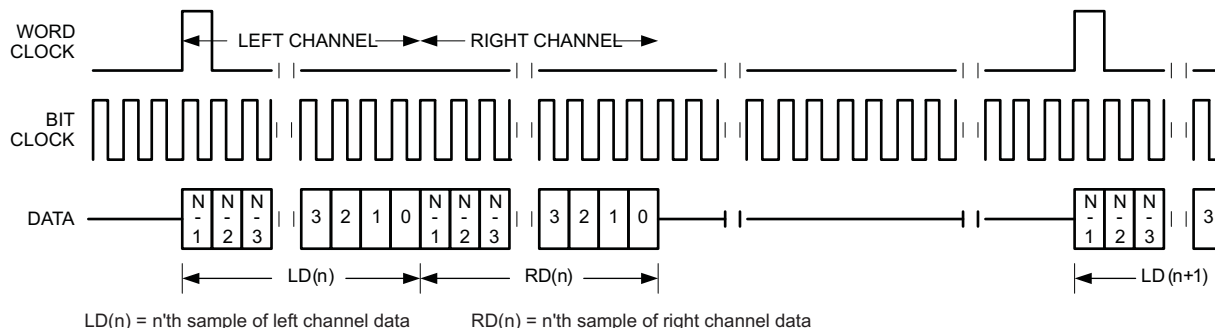 WORD
CLOCK
LEFT CHANNEL
RIGHT CHANNEL
BIT
CLOCK
DATA
N-1 N-2 N-3 3 2 1 0 N-1 N-2 N-3 3 2 1 0 N-1 N-2 N-3 3
LD(n)
RD(n)
LD(n+1)
LD(n) = n'th sample of left channel data
RD(n) = n'th sample of right channel data